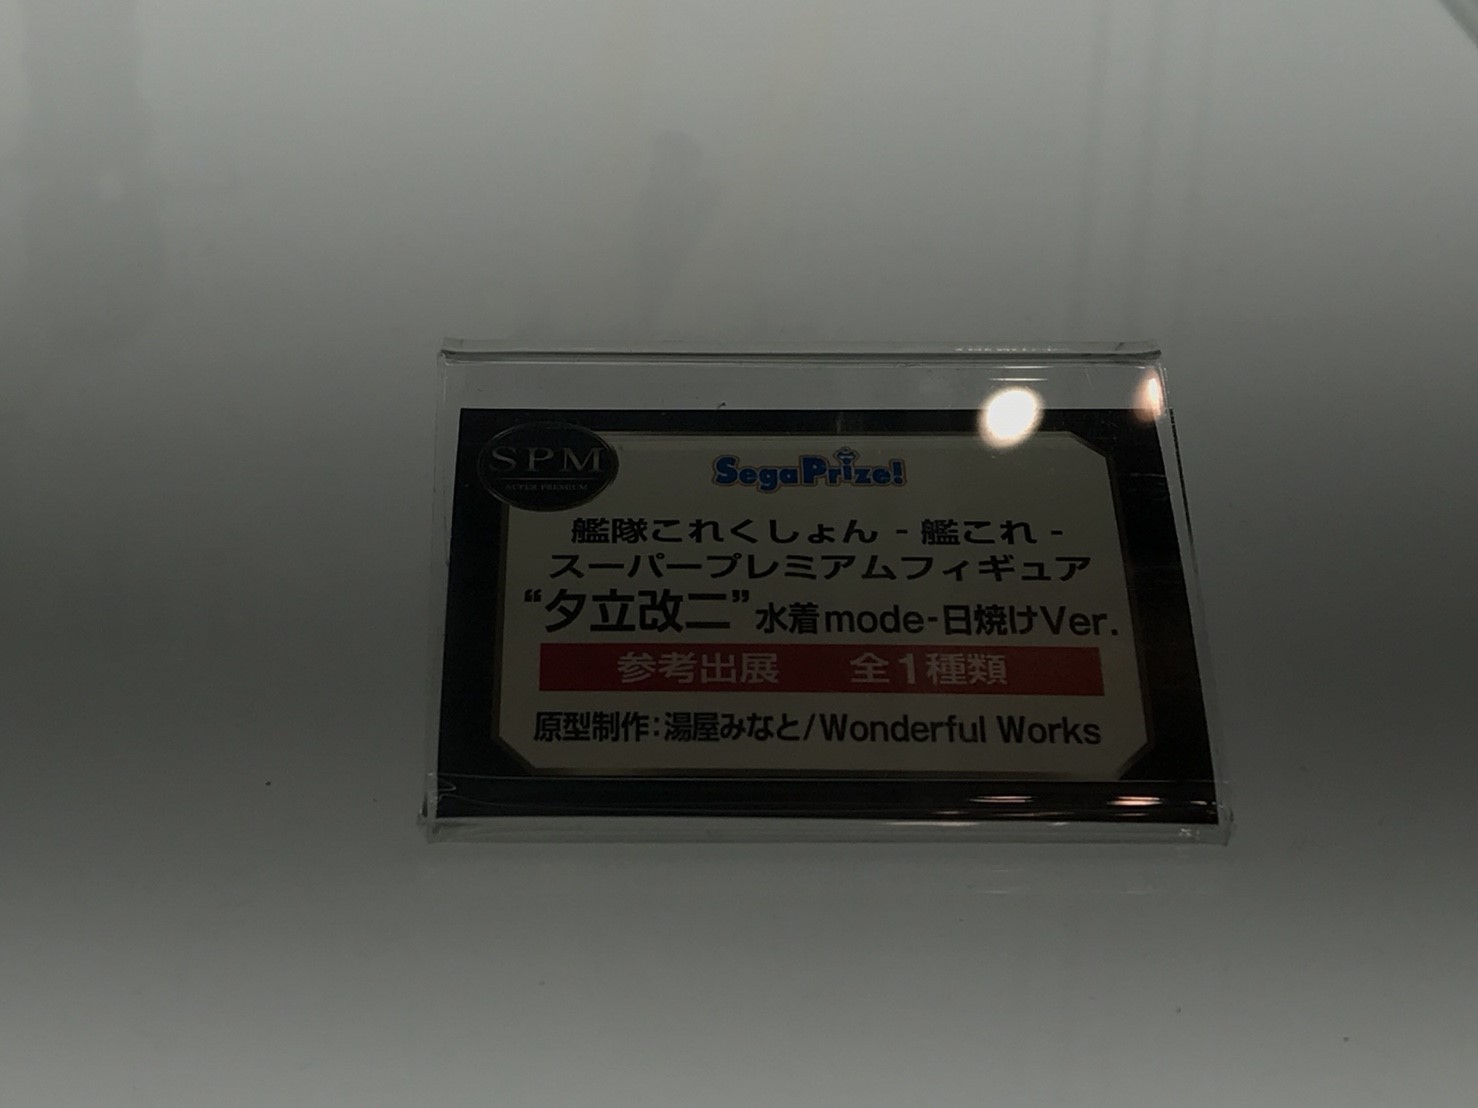 SPM
SUPER PREMIUM
SegaPrize!
艦隊これくしょん - 艦これ -
スーパープレミアムフィギュア
“夕立改二”水着mode-日焼けVer.
参考出展　全1種類
原型制作：湯屋みなと/Wonderful Works